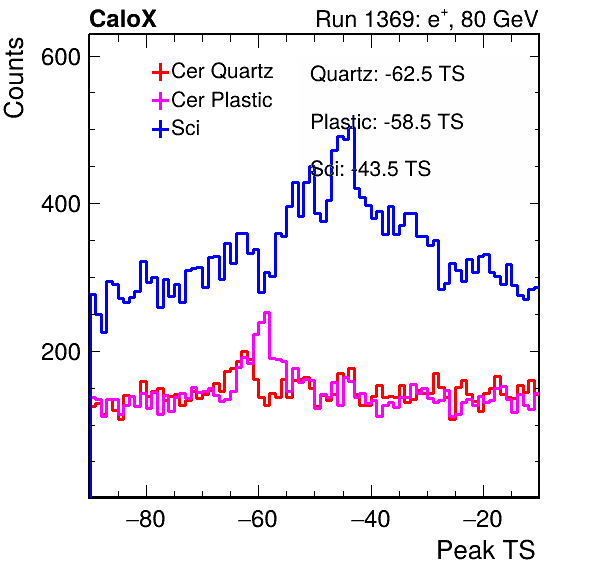 CaloX Run 1369: e⁺, 80 GeV
Counts
600
400
200
Cer Quartz
Cer Plastic
Sci
Quartz: -62.5 TS
Plastic: -58.5 TS
Sci: -43.5 TS
−80 −60 −40 −20
Peak TS